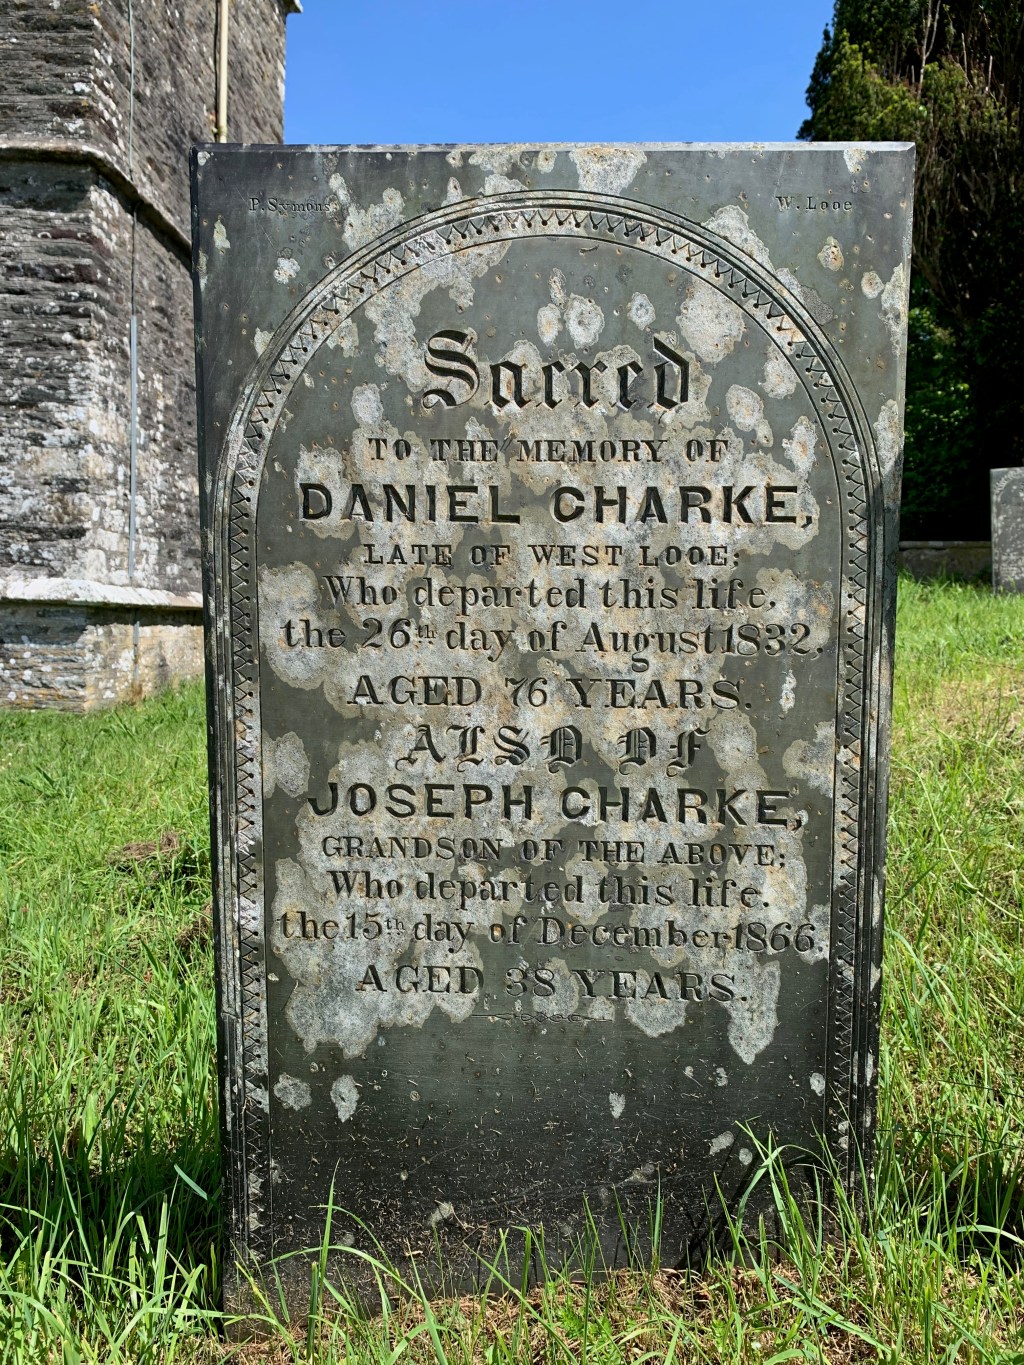 P. Symons W. Looe
Sacred
TO THE MEMORY OF
DANIEL CHARKE,
LATE OF WEST LOOE;
Who departed this life,
the 26th day of August 1832,
AGED 76 YEARS.
ALSO OF
JOSEPH CHARKE,
GRANDSON OF THE ABOVE;
Who departed this life.
the 15th day of December 1866.
AGED 38 YEARS.